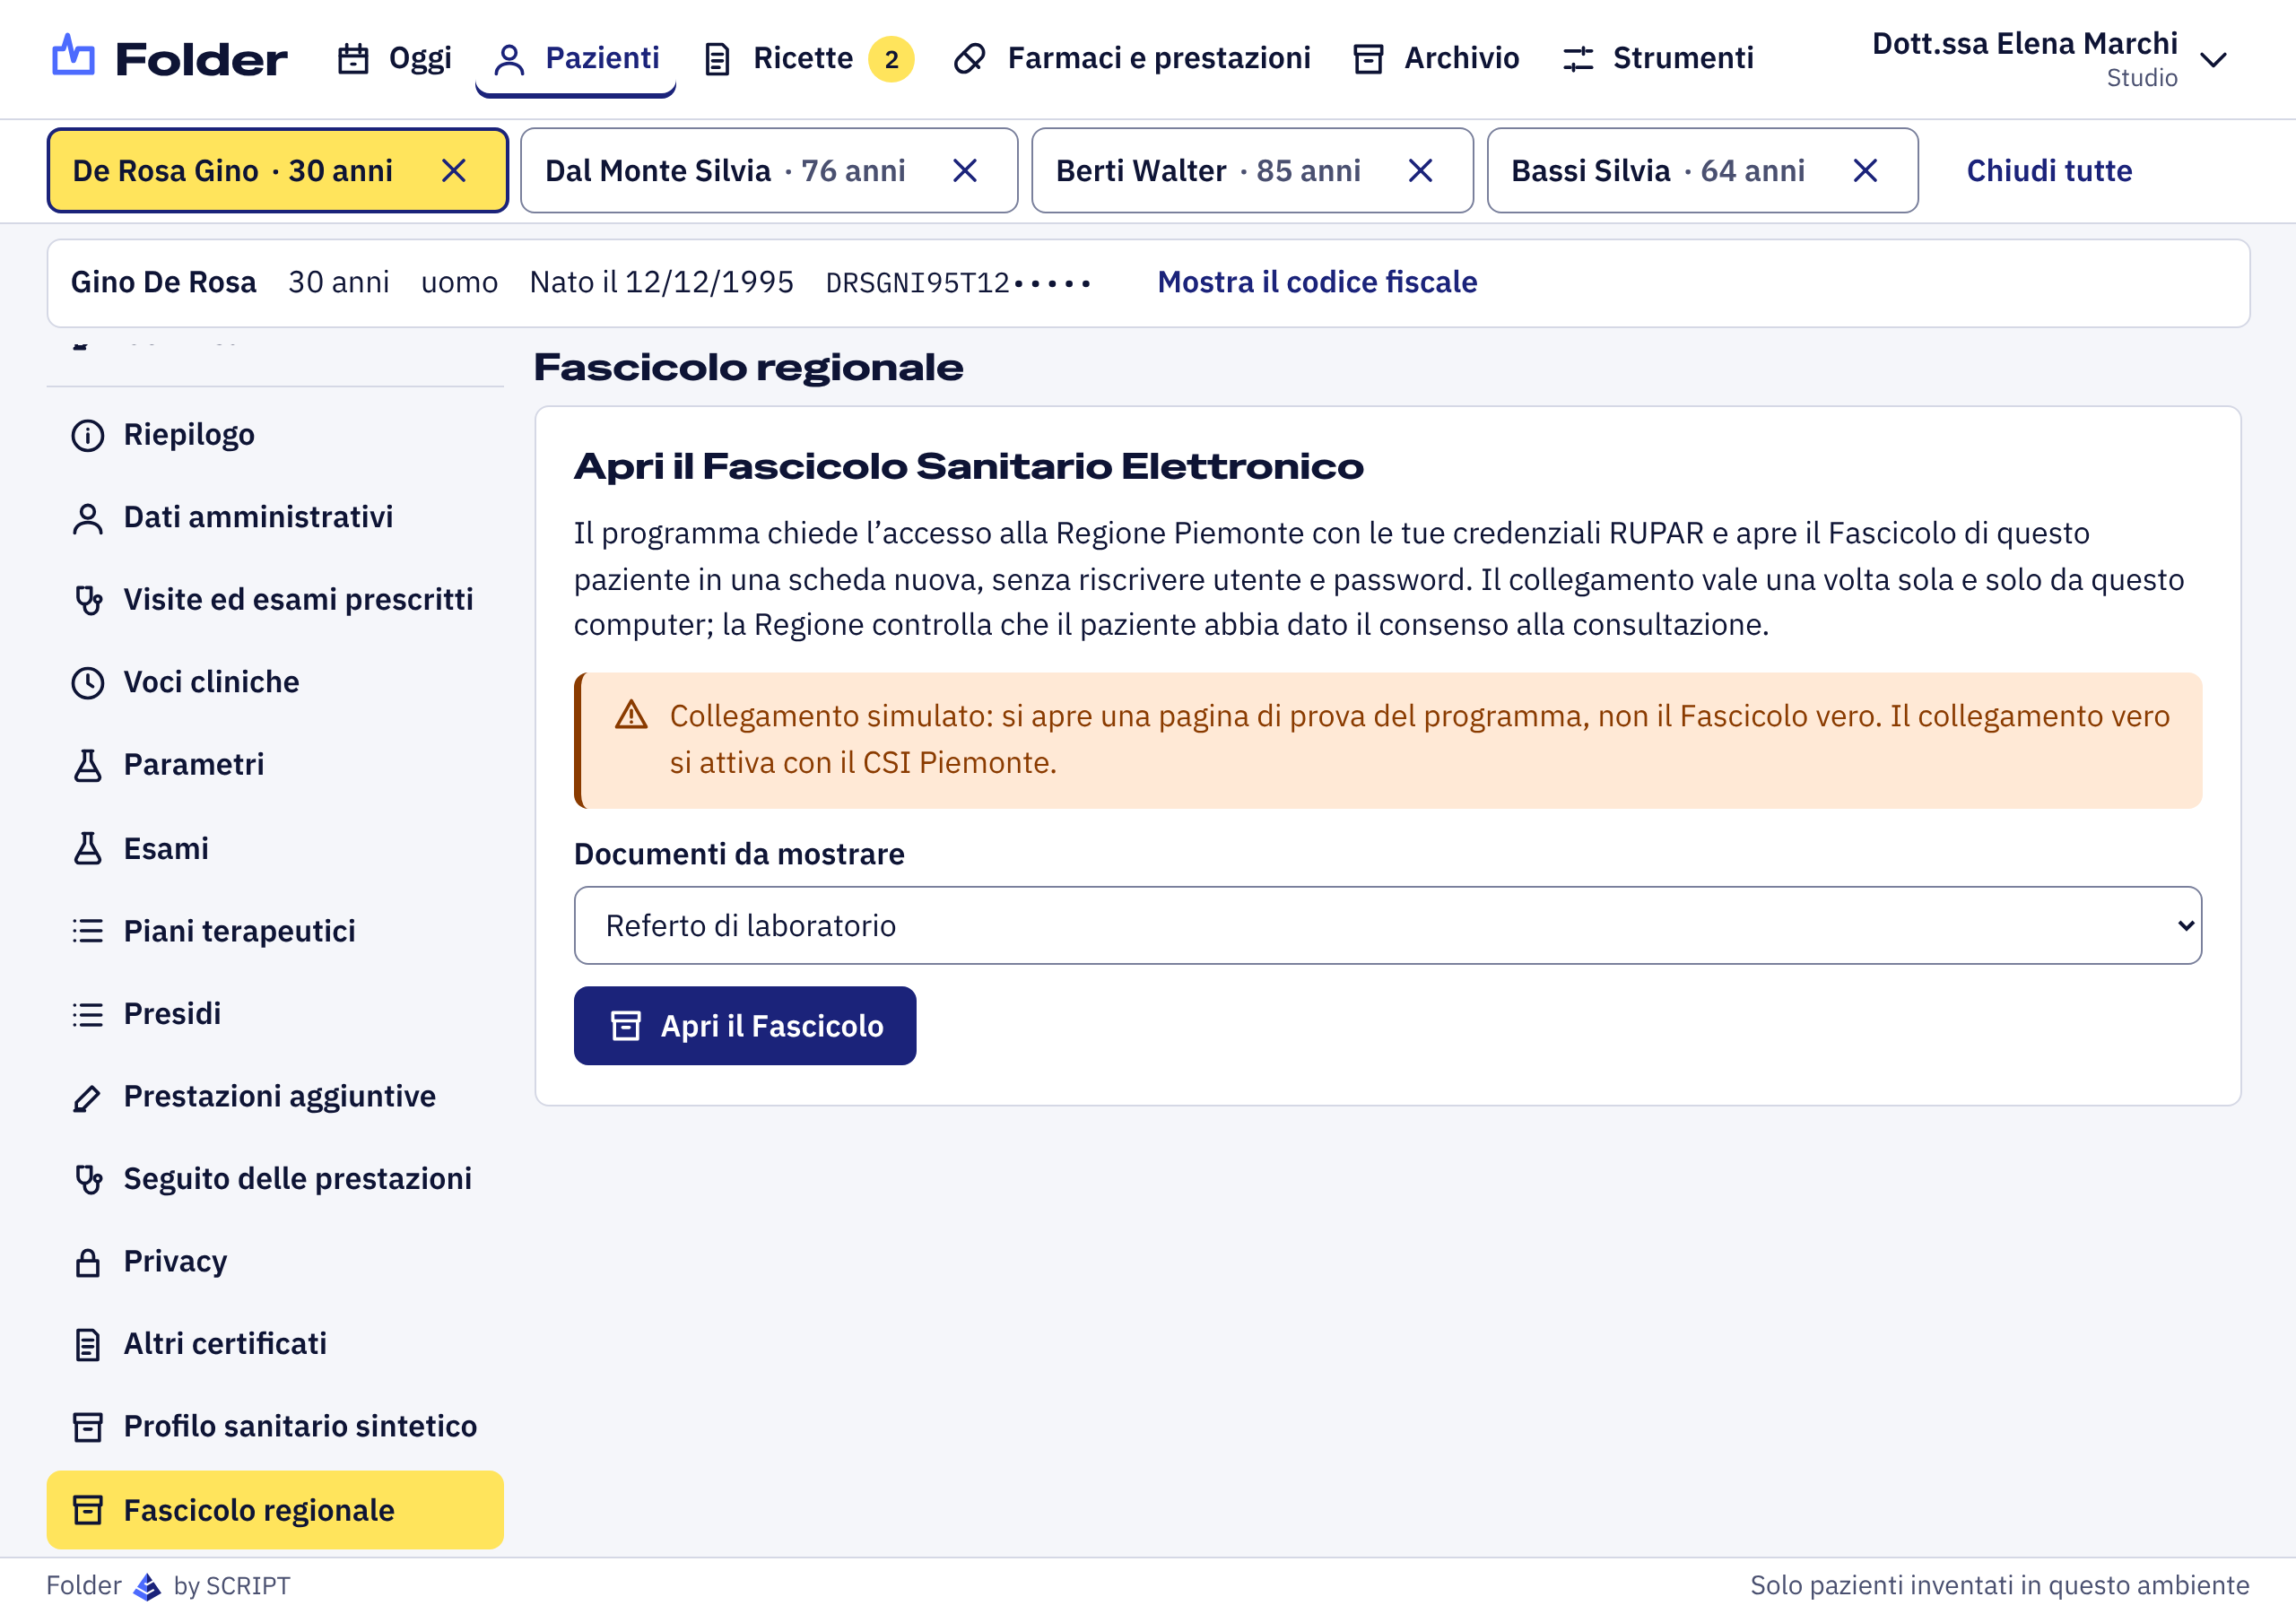 Folder
Oggi
Pazienti
Ricette 2
Farmaci e prestazioni
Archivio
Strumenti
Dott.ssa Elena Marchi
Studio
De Rosa Gino · 30 anni
Dal Monte Silvia · 76 anni
Berti Walter · 85 anni
Bassi Silvia · 64 anni
Chiudi tutte
Gino De Rosa 30 anni uomo Nato il 12/12/1995 DRSGNI95T12••••• Mostra il codice fiscale
Riepilogo
Dati amministrativi
Visite ed esami prescritti
Voci cliniche
Parametri
Esami
Piani terapeutici
Presidi
Prestazioni aggiuntive
Seguito delle prestazioni
Privacy
Altri certificati
Profilo sanitario sintetico
Fascicolo regionale
Fascicolo regionale
Apri il Fascicolo Sanitario Elettronico
Il programma chiede l’accesso alla Regione Piemonte con le tue credenziali RUPAR e apre il Fascicolo di questo
paziente in una scheda nuova, senza riscrivere utente e password. Il collegamento vale una volta sola e solo da questo
computer; la Regione controlla che il paziente abbia dato il consenso alla consultazione.
Collegamento simulato: si apre una pagina di prova del programma, non il Fascicolo vero. Il collegamento vero
si attiva con il CSI Piemonte.
Documenti da mostrare
Referto di laboratorio
Apri il Fascicolo
Folder by SCRIPT
Solo pazienti inventati in questo ambiente